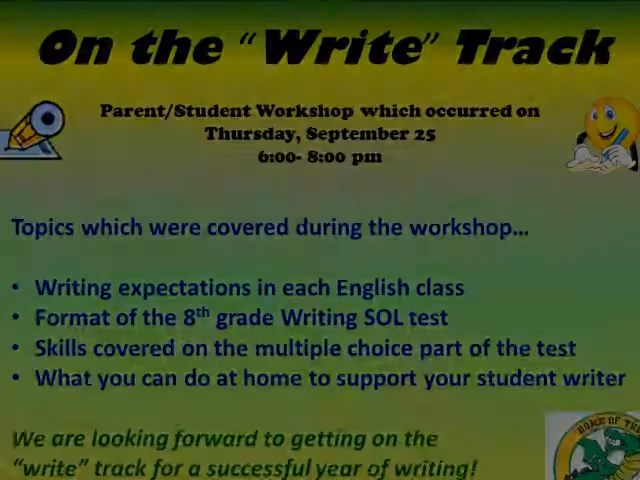 On the “Write” Track
Parent/Student Workshop which occurred on
Thursday, September 25
6:00- 8:00 pm
Topics which were covered during the workshop…
• Writing expectations in each English class
• Format of the 8th grade Writing SOL test
• Skills covered on the multiple choice part of the test
• What you can do at home to support your student writer
We are looking forward to getting on the
“write” track for a successful year of writing!
HOME OF